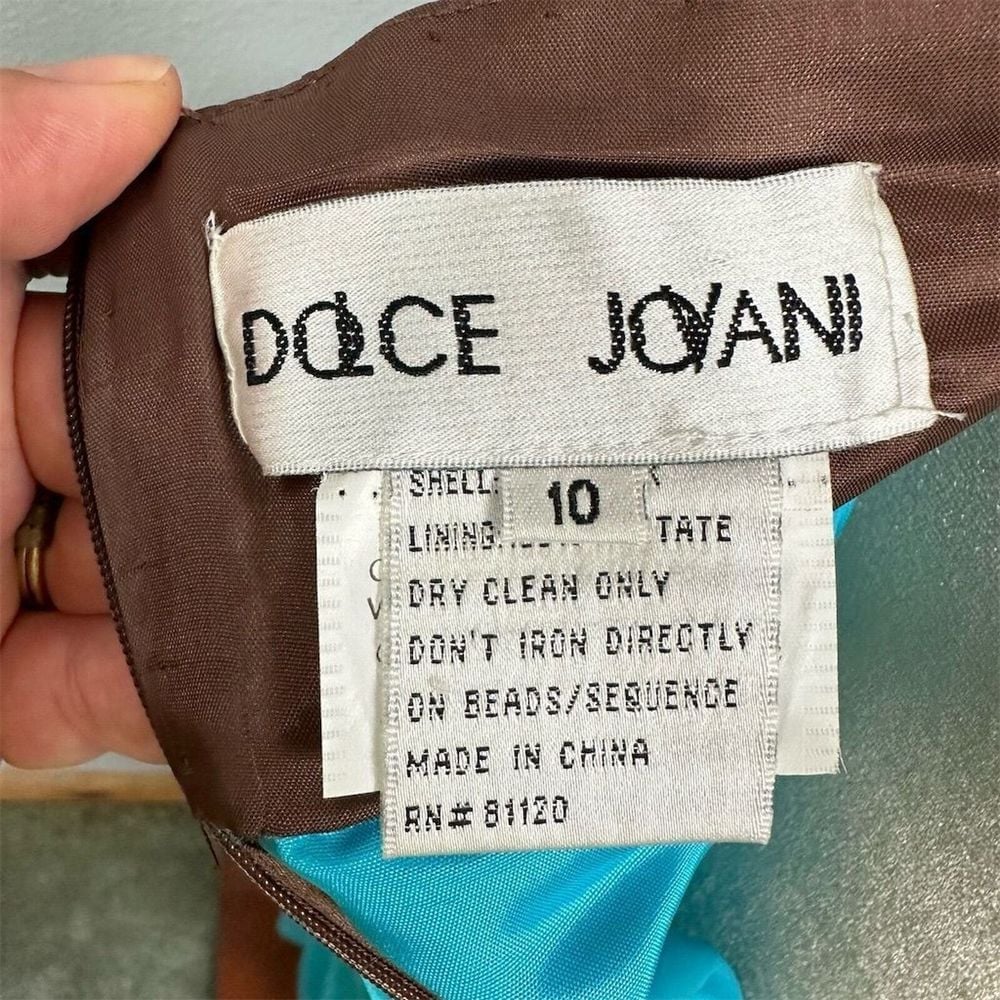 DOLCE JOVANI
10
SHELL:
LINING: TATE
DRY CLEAN ONLY
DON'T IRON DIRECTLY
ON BEADS/SEQUENCE
MADE IN CHINA
RN# 81120